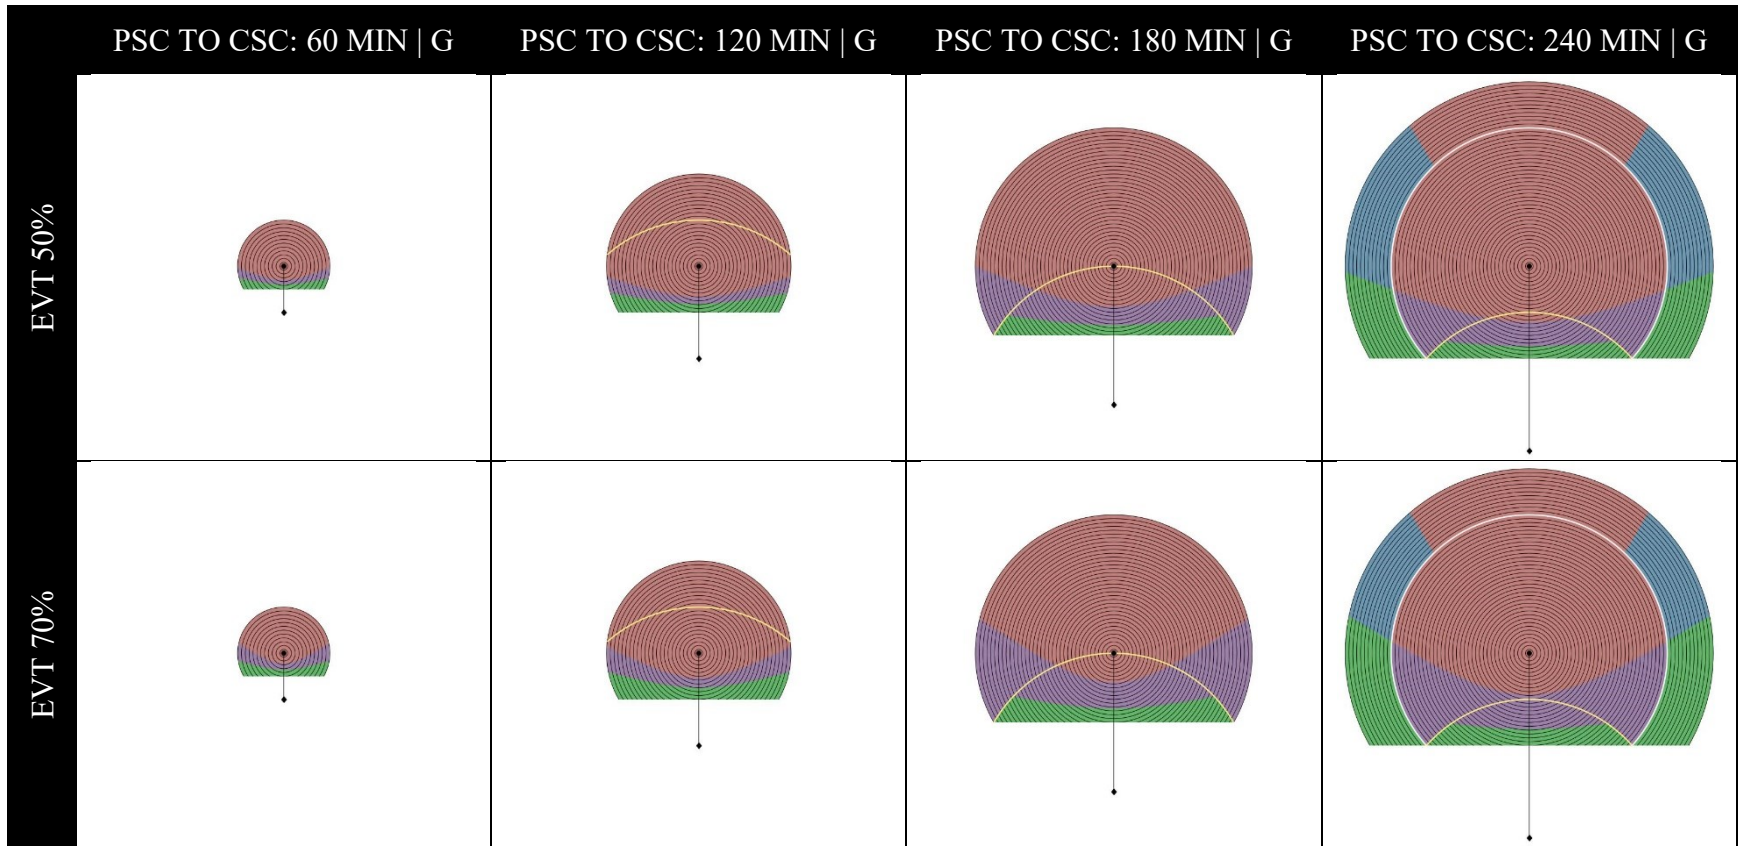 PSC TO CSC: 60 MIN | G
PSC TO CSC: 120 MIN | G
PSC TO CSC: 180 MIN | G
PSC TO CSC: 240 MIN | G
EVT 50%
EVT 70%